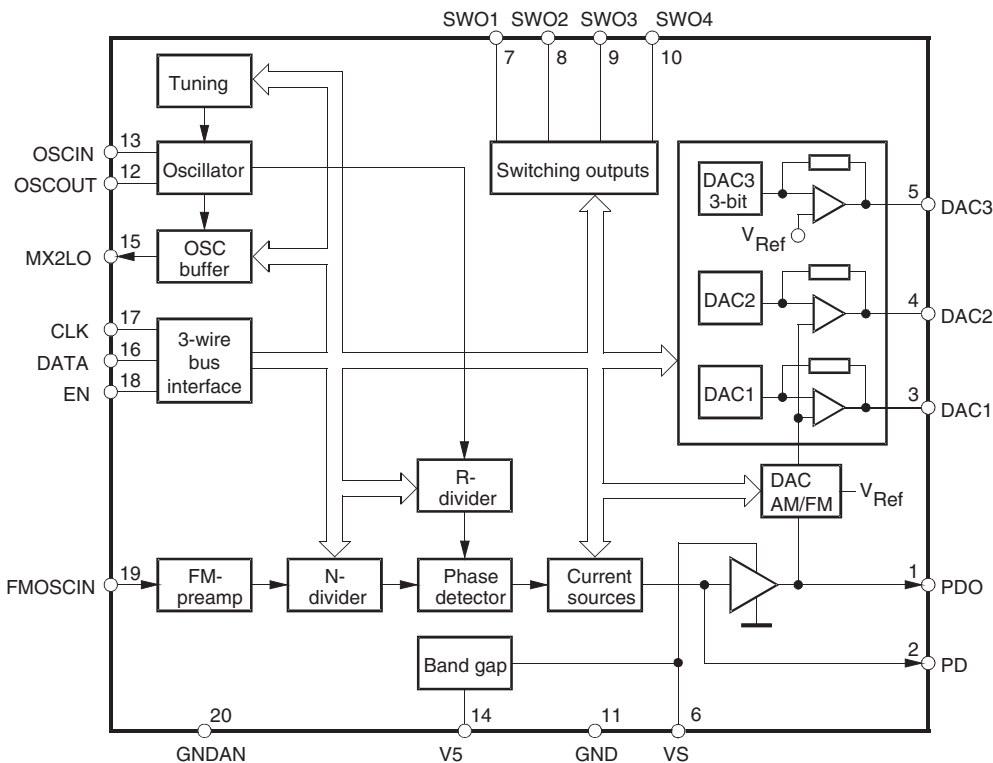 SWO1 SWO2 SWO3 SWO4
7 8 9 10
Tuning
OSCIN 13
OSCOUT 12
Oscillator
Switching outputs
DAC3
3-bit
5 DAC3
VRef
MX2LO 15
OSC
buffer
DAC2
4 DAC2
CLK 17
DATA 16
EN 18
3-wire
bus
interface
DAC1
3 DAC1
R-
divider
DAC
AM/FM
VRef
FMOSCIN 19
FM-
preamp
N-
divider
Phase
detector
Current
sources
1 PDO
2 PD
Band gap
20 14 11 6
GNDAN V5 GND VS